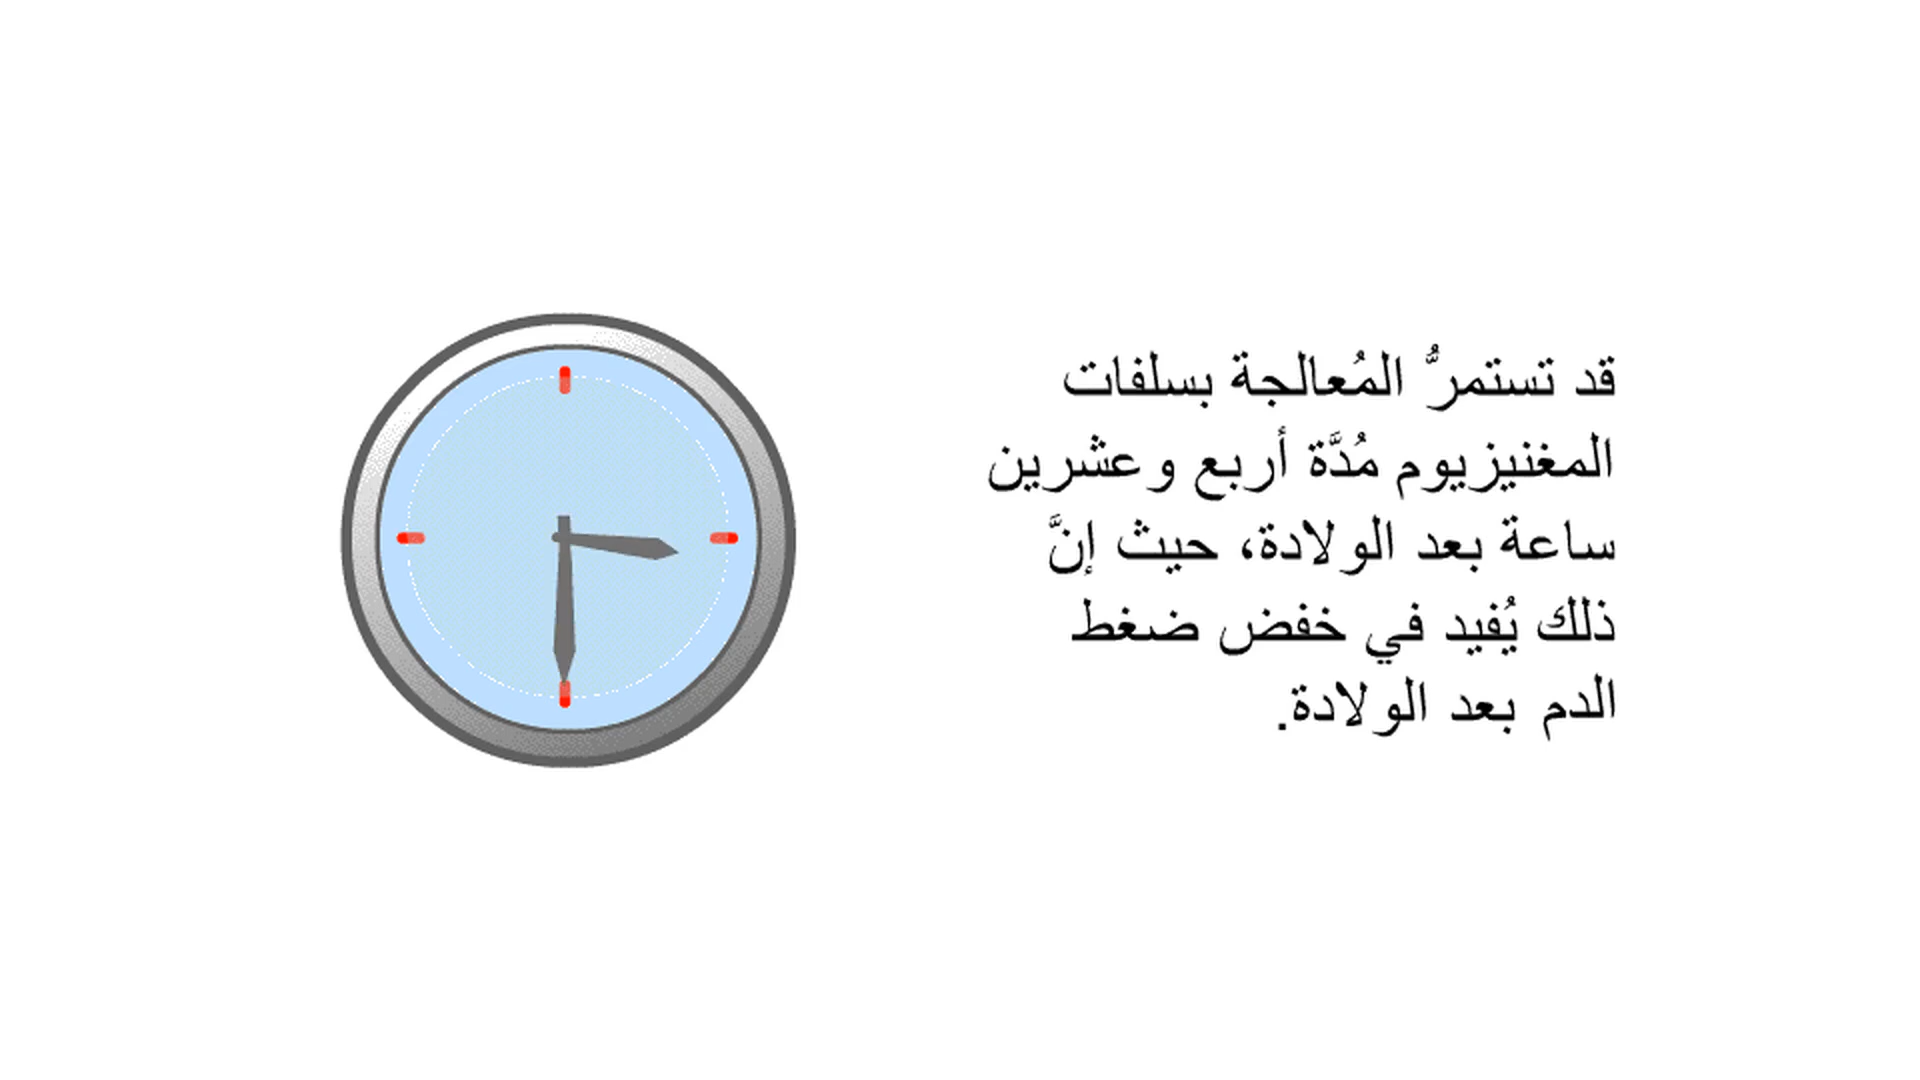 قد تستمرُّ المُعالجة بسلفات
المغنيزيوم مُدَّة أربع وعشرين
ساعة بعد الولادة، حيث إنَّ
ذلك يُفيد في خفض ضغط
الدم بعد الولادة.